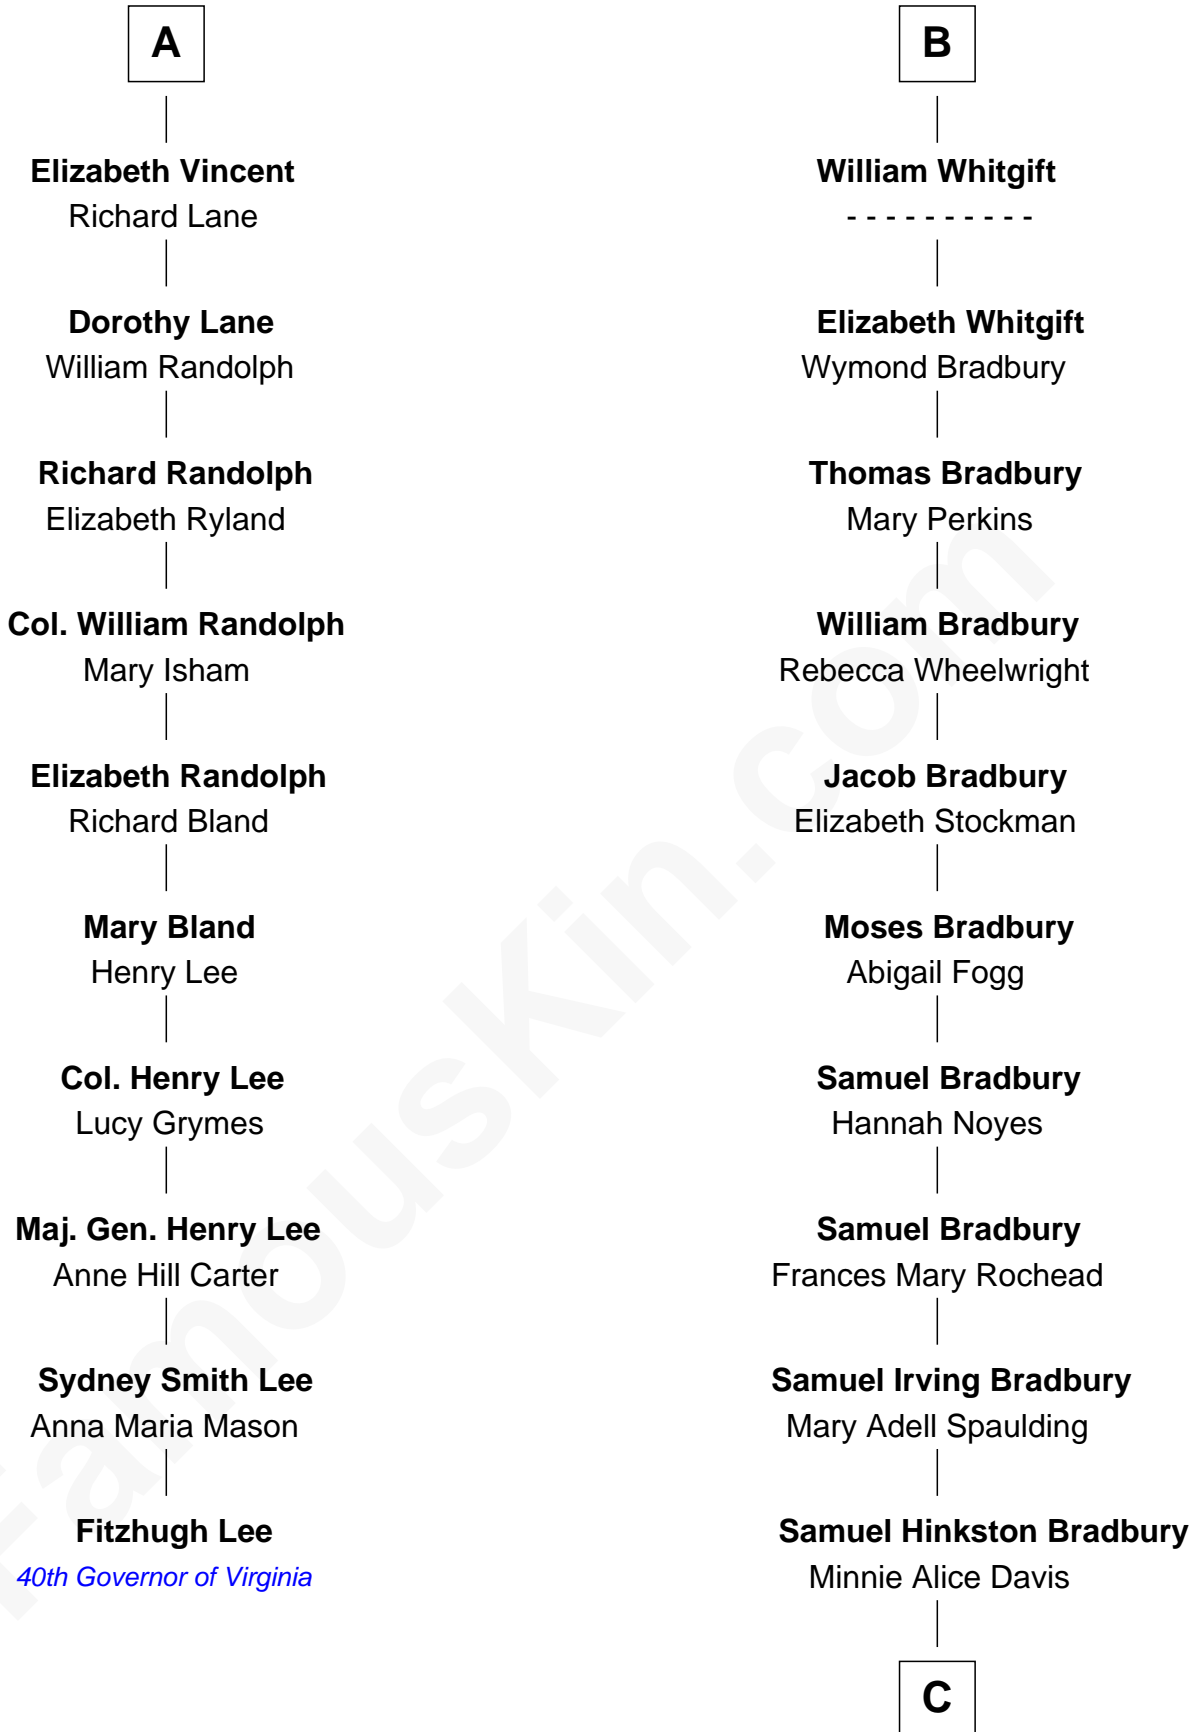 A
Elizabeth Vincent
Richard Lane
Dorothy Lane
William Randolph
Richard Randolph
Elizabeth Ryland
Col. William Randolph
Mary Isham
Elizabeth Randolph
Richard Bland
Mary Bland
Henry Lee
Col. Henry Lee
Lucy Grymes
Maj. Gen. Henry Lee
Anne Hill Carter
Sydney Smith Lee
Anna Maria Mason
Fitzhugh Lee
40th Governor of Virginia
B
William Whitgift
- - - - - - - - - -
Elizabeth Whitgift
Wymond Bradbury
Thomas Bradbury
Mary Perkins
William Bradbury
Rebecca Wheelwright
Jacob Bradbury
Elizabeth Stockman
Moses Bradbury
Abigail Fogg
Samuel Bradbury
Hannah Noyes
Samuel Bradbury
Frances Mary Rochead
Samuel Irving Bradbury
Mary Adell Spaulding
Samuel Hinkston Bradbury
Minnie Alice Davis
C
FamousKin.com